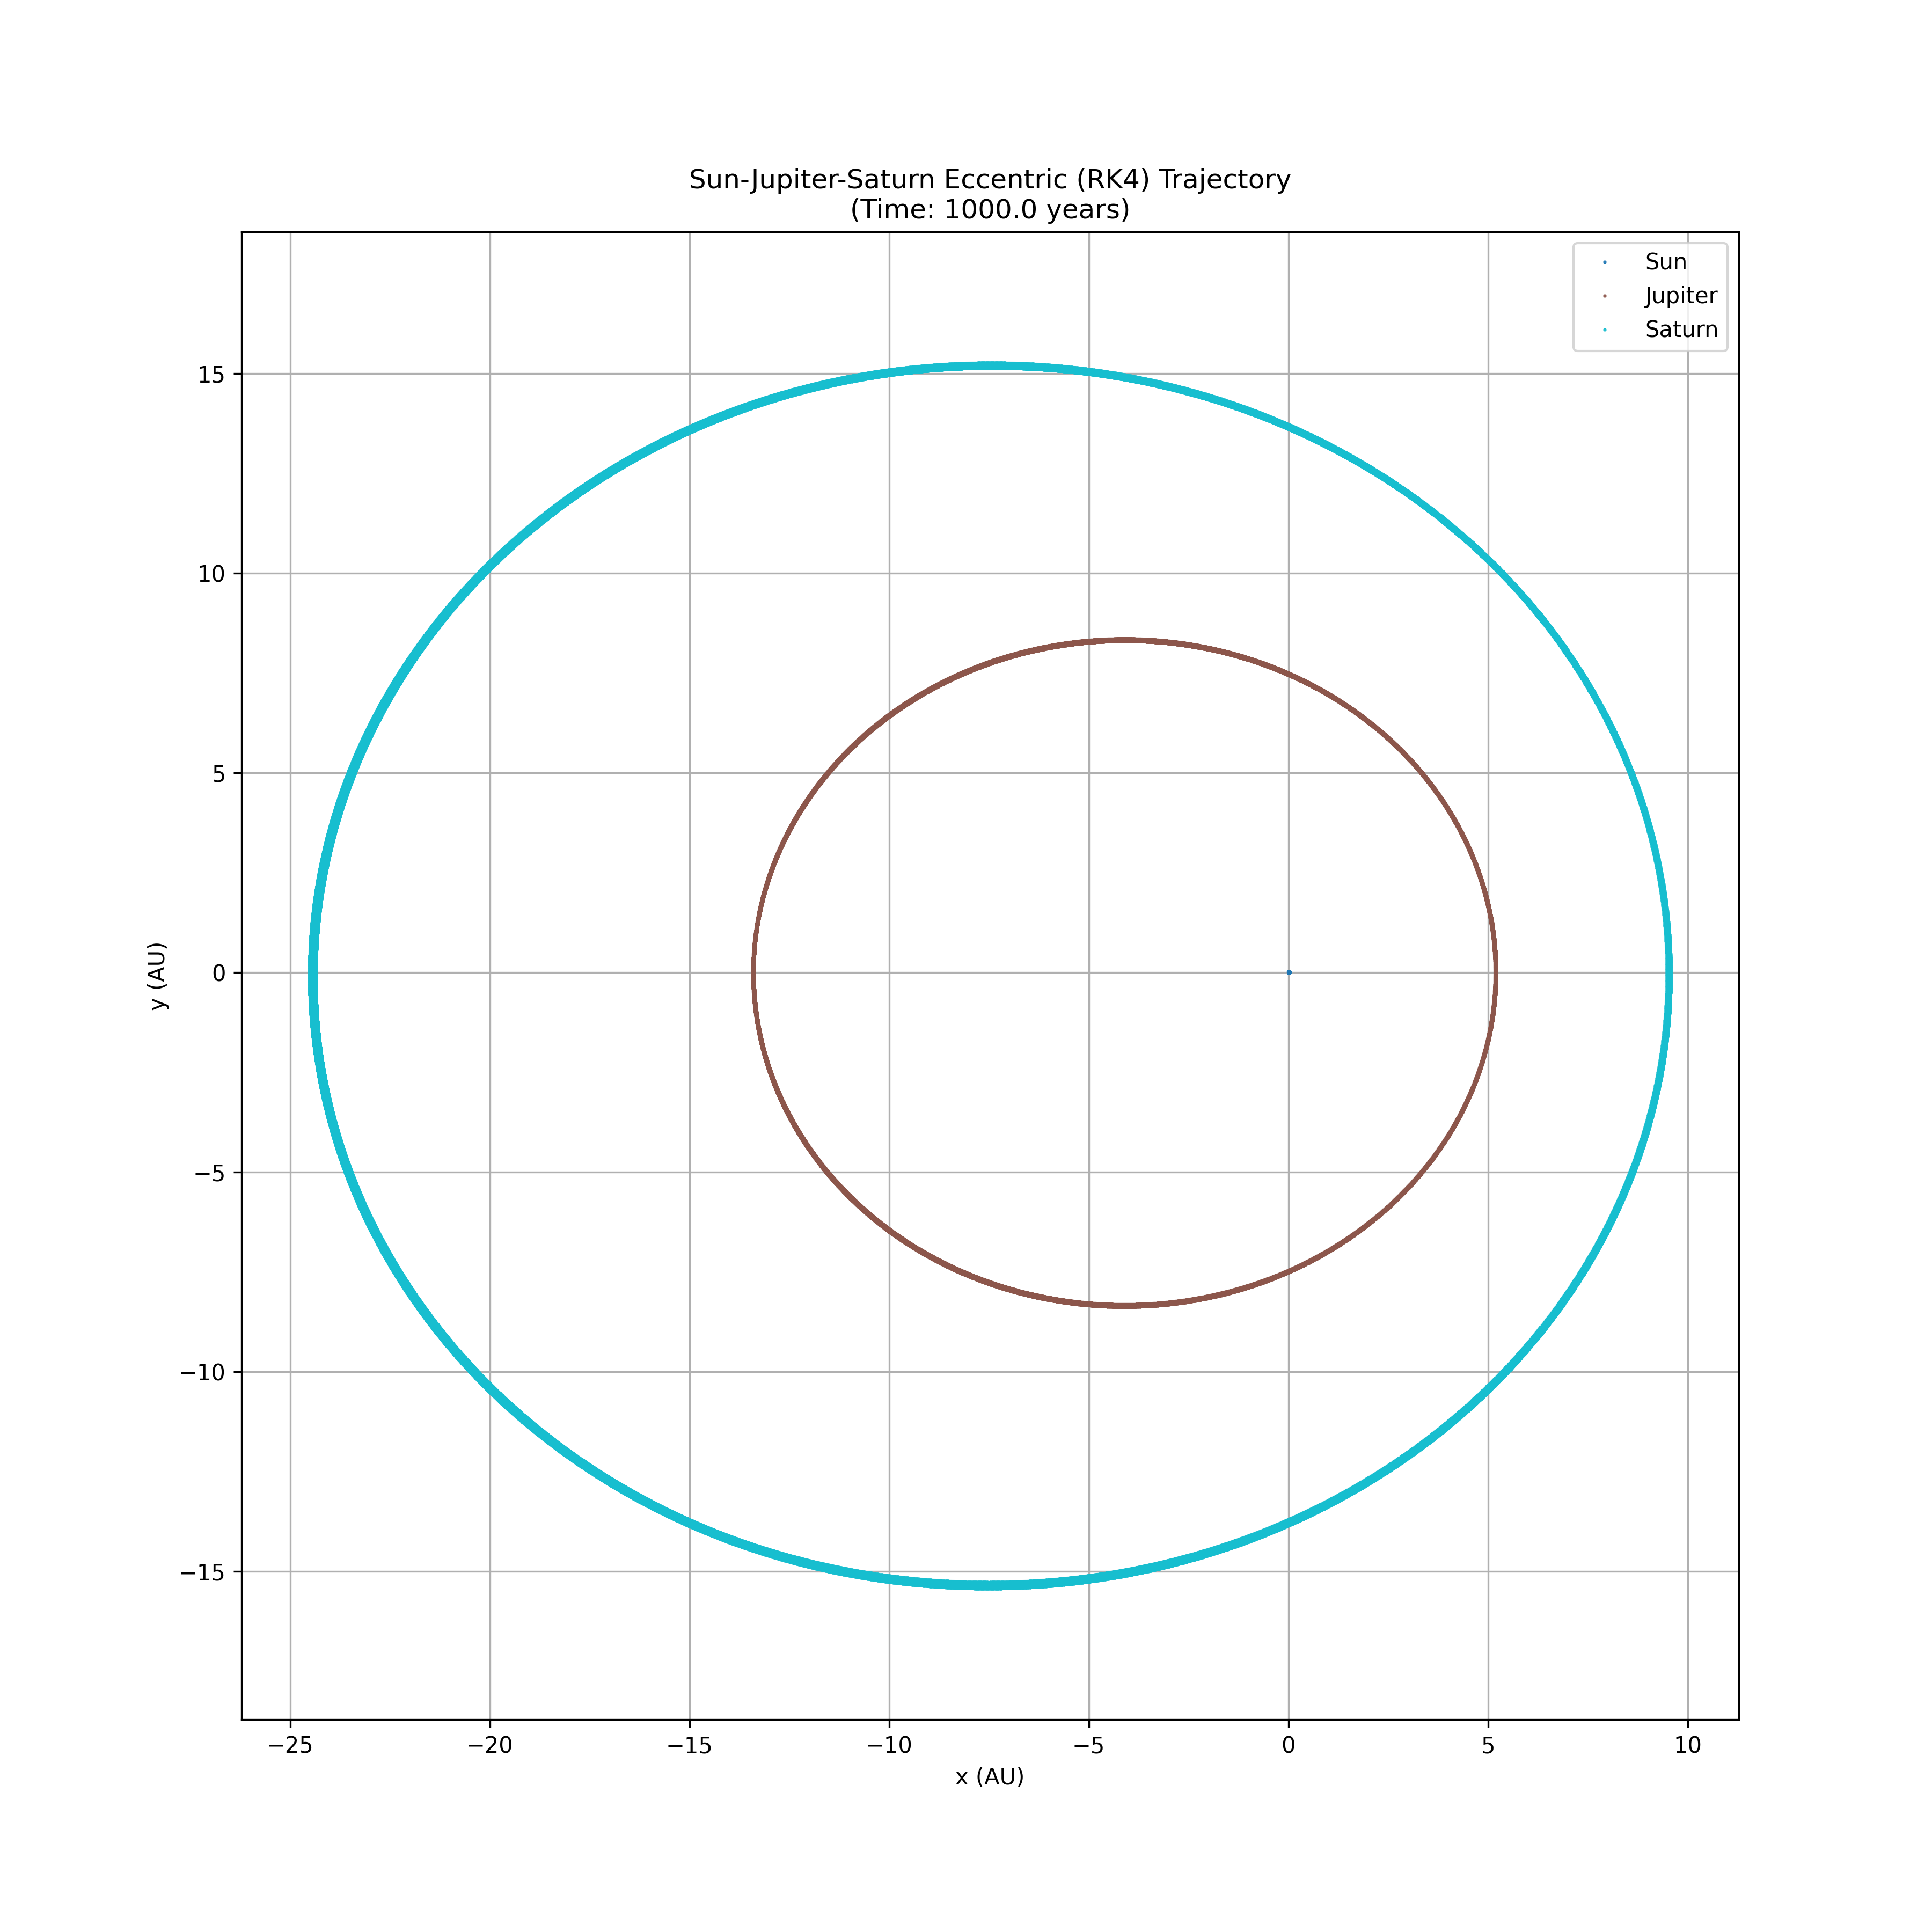 Sun-Jupiter-Saturn Eccentric (RK4) Trajectory
(Time: 1000.0 years)
Sun
Jupiter
Saturn
15
10
5
0
−5
−10
−15
y (AU)
−25 −20 −15 −10 −5 0 5 10
x (AU)